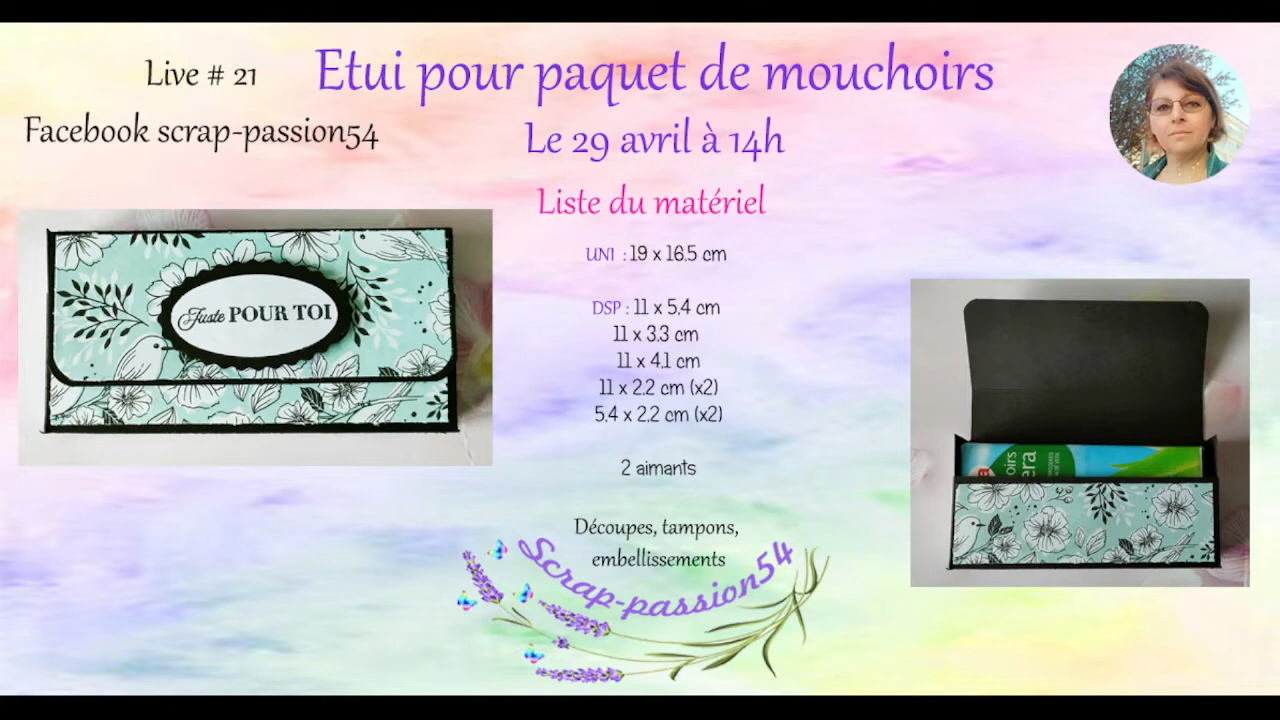 Live # 21
Facebook scrap-passion54
Etui pour paquet de mouchoirs
Le 29 avril à 14h
Liste du matériel
UNI : 19 x 16.5 cm
DSP : 11 x 5.4 cm
11 x 3.3 cm
11 x 4.1 cm
11 x 2.2 cm (x2)
5.4 x 2.2 cm (x2)
2 aimants
Découpes, tampons,
embellissements
Scrap-passion54
Juste POUR TOI